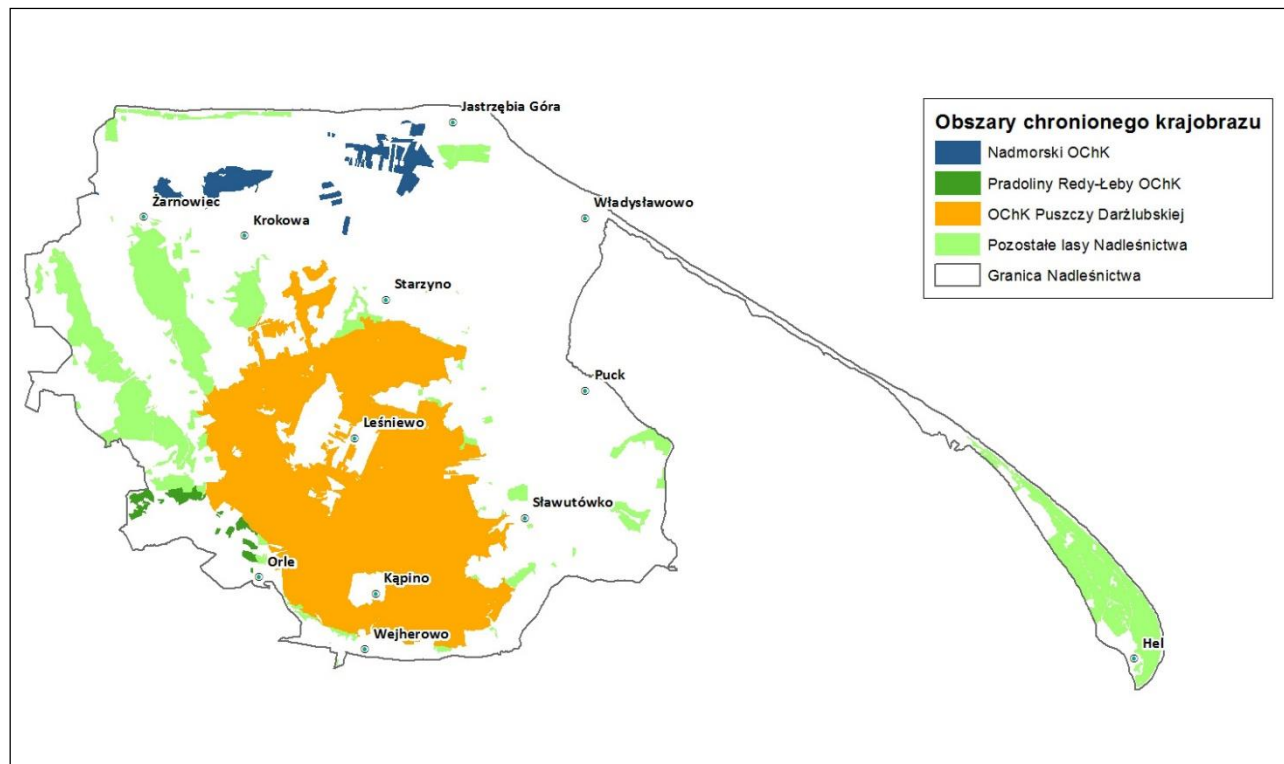 Jastrzębia Góra
Obszary chronionego krajobrazu
Nadmorski OChK
Pradoliny Redy-Łeby OChK
OChK Puszczy Darżlubskiej
Pozostałe lasy Nadleśnictwa
Granica Nadleśnictwa
Żarnowiec
Władysławowo
Krokowa
Starzyno
Puck
Leśniewo
Sławutówko
Orle
Kąpino
Wejherowo
Hel